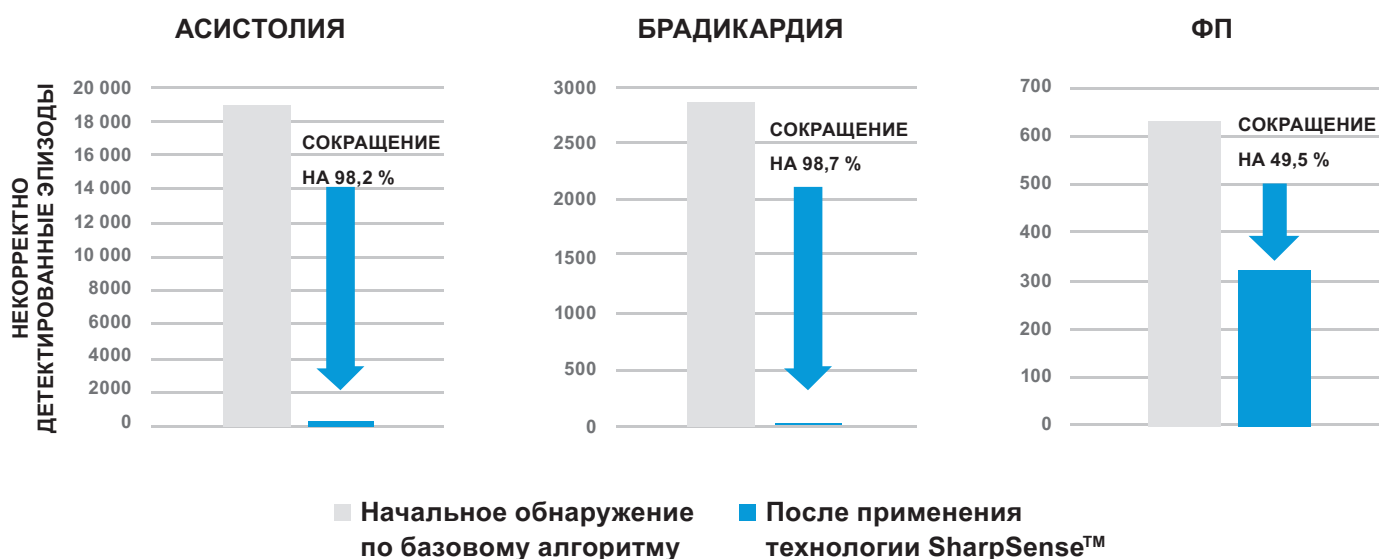 АСИСТОЛИЯ
БРАДИКАРДИЯ
ФП
НЕКОРРЕКТНО
ДЕТЕКТИРОВАННЫЕ ЭПИЗОДЫ
20 000
18 000
16 000
14 000
12 000
10 000
8000
6000
4000
2000
0
СОКРАЩЕНИЕ
НА 98,2 %
3000
2500
2000
1500
1000
500
0
СОКРАЩЕНИЕ
НА 98,7 %
700
600
500
400
300
200
100
0
СОКРАЩЕНИЕ
НА 49,5 %
Начальное обнаружение
по базовому алгоритму
После применения
технологии SharpSense™